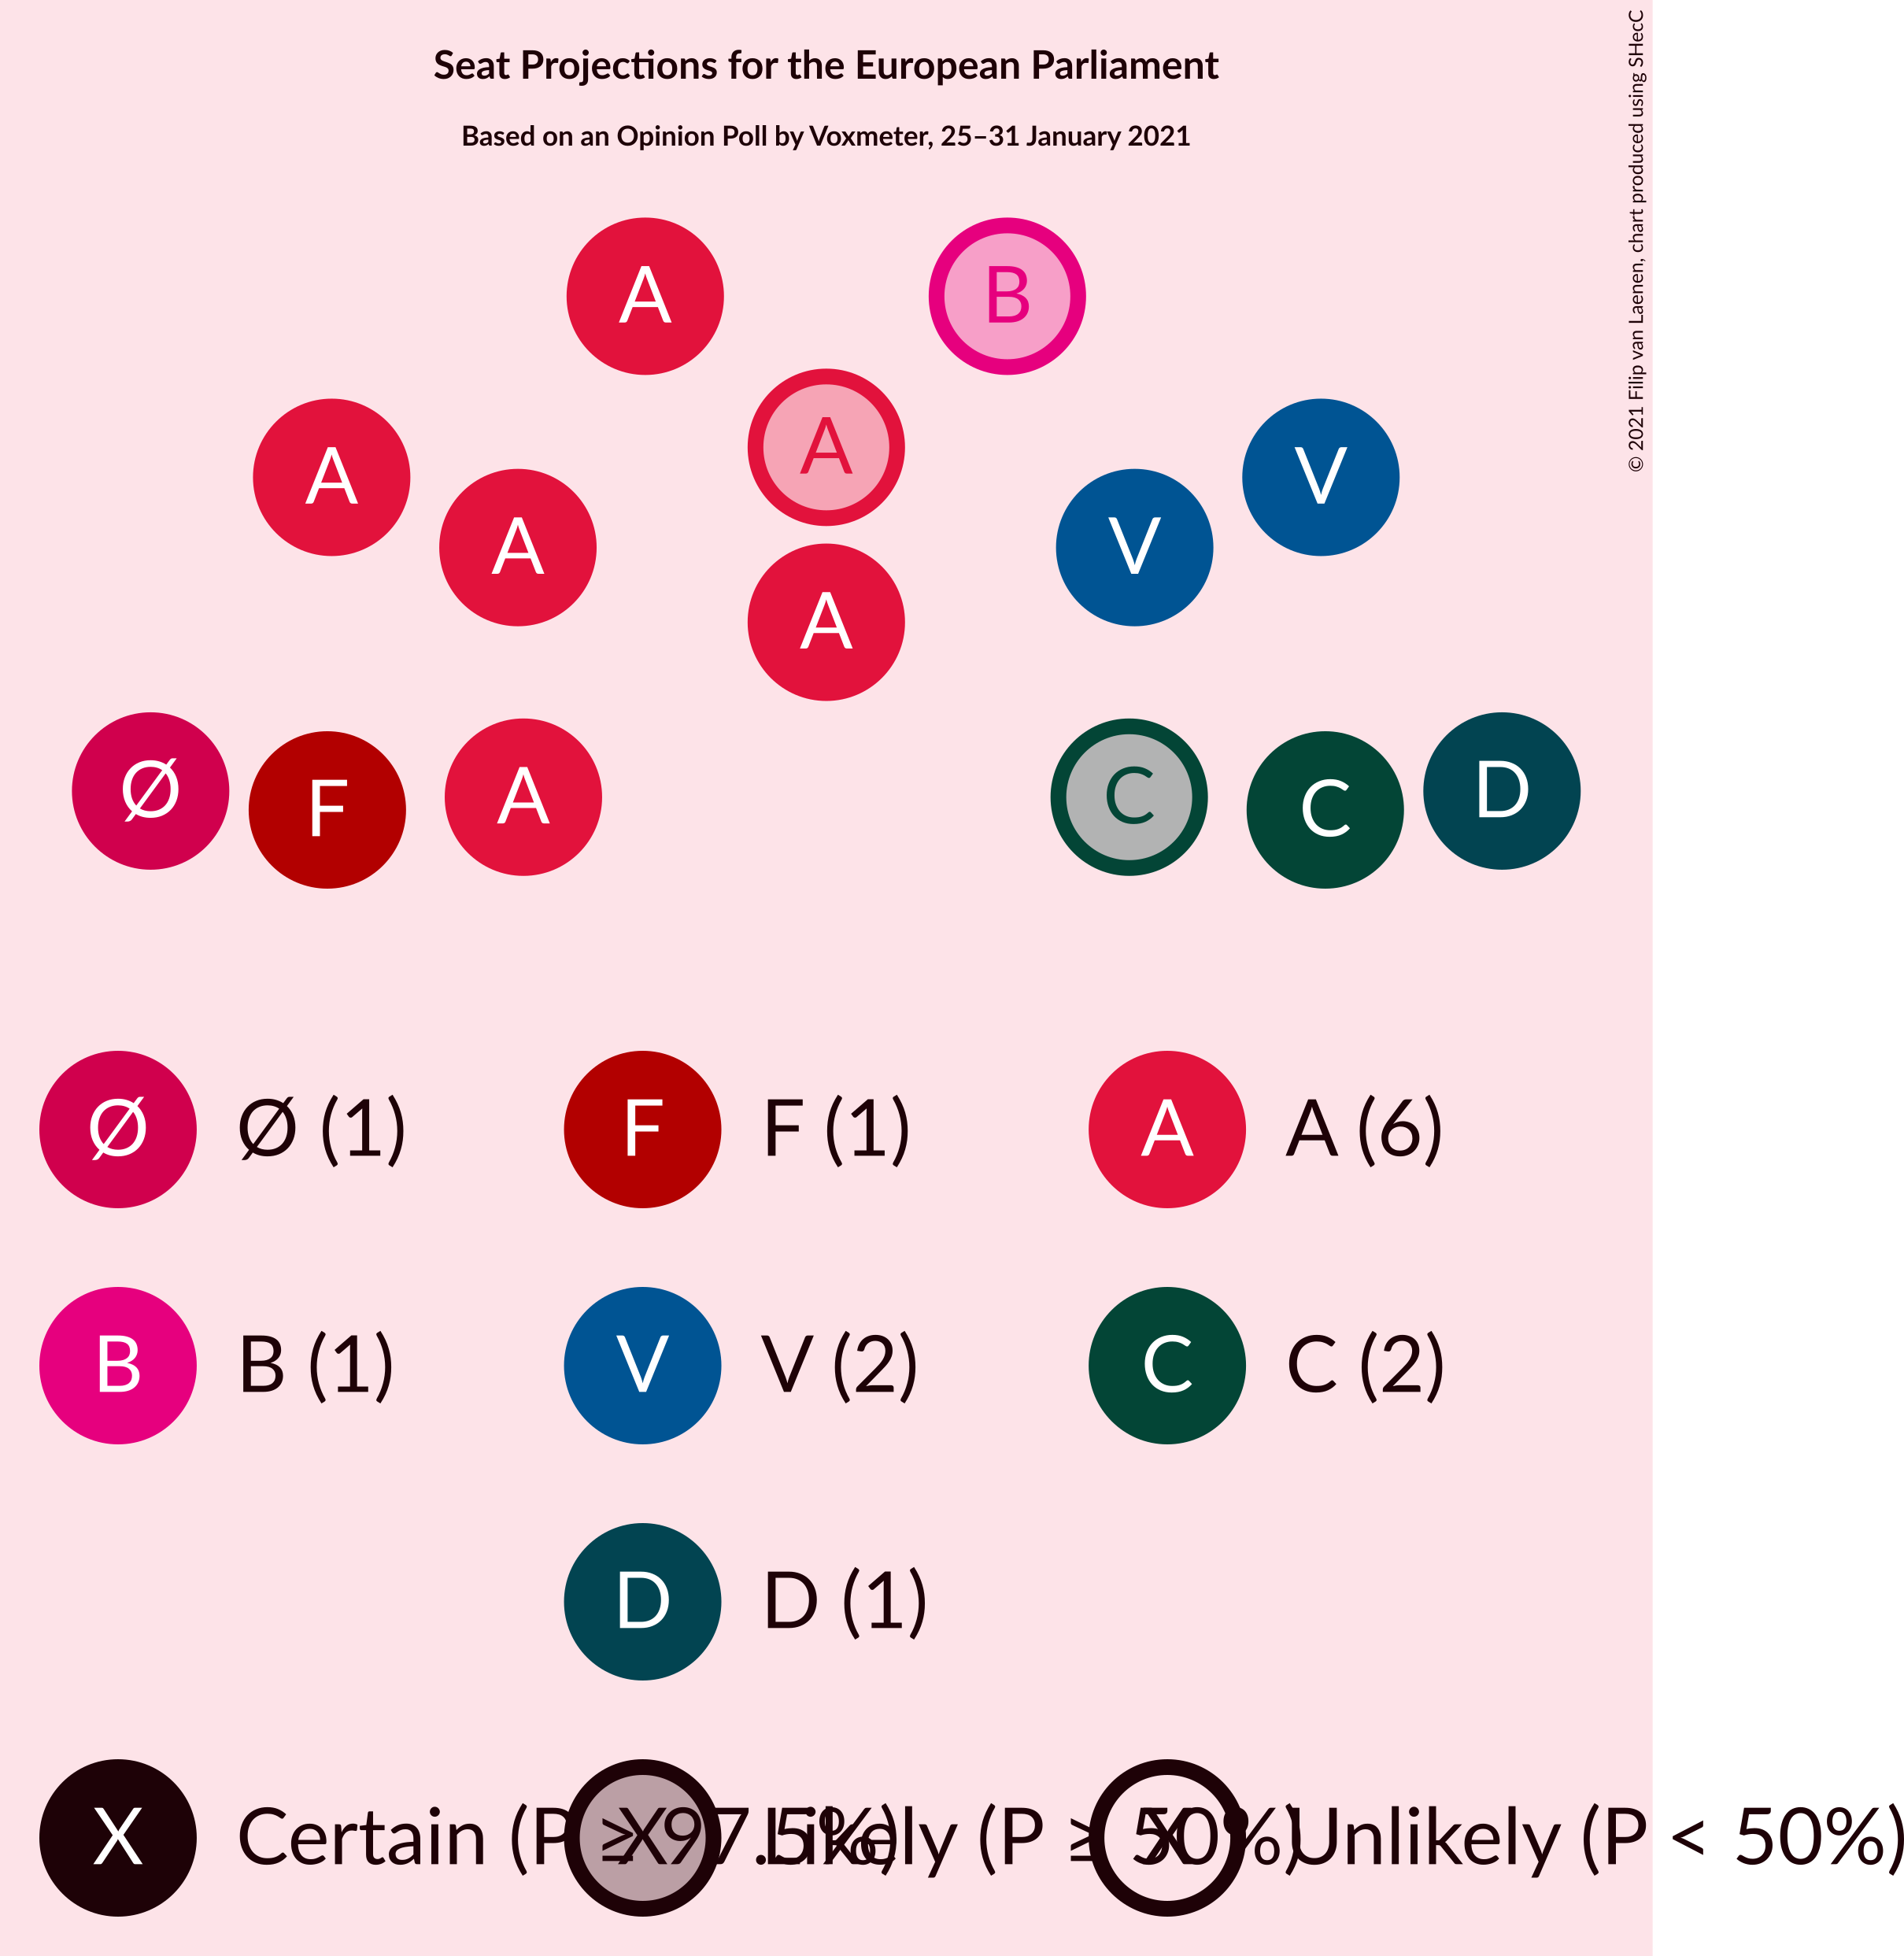 Seat Projections for the European Parliament
Based on an Opinion Poll by Voxmeter, 25–31 January 2021
© 2021 Filip van Laenen, chart produced using SHecC
A B
A A A V V
A
Ø F A C C D
Ø Ø (1) F F (1) A A (6)
B B (1) V V (2) C C (2)
D D (1)
X Certain (P ≥ 97.5%) X Likely (P ≥ 50%) X Unlikely (P < 50%)